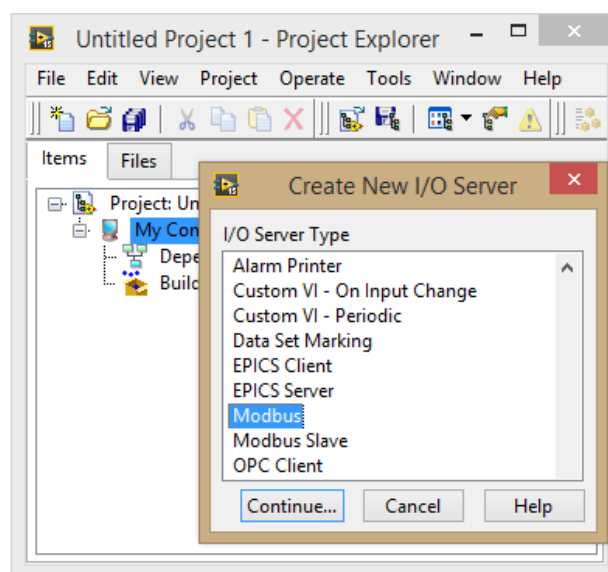 Untitled Project 1 - Project Explorer
File Edit View Project Operate Tools Window Help
Items Files
Project: Un
My Con
Depe
Build
Create New I/O Server
I/O Server Type
Alarm Printer
Custom VI - On Input Change
Custom VI - Periodic
Data Set Marking
EPICS Client
EPICS Server
Modbus
Modbus Slave
OPC Client
Continue... Cancel Help